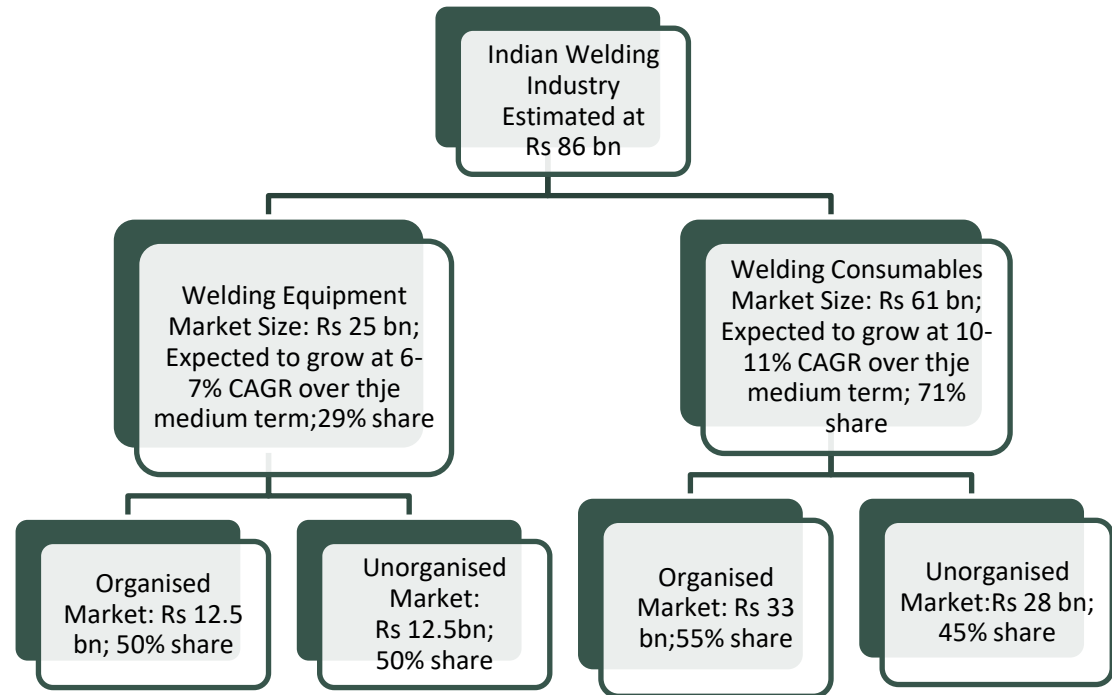 Indian Welding
Industry
Estimated at
Rs 86 bn
Welding Equipment
Market Size: Rs 25 bn;
Expected to grow at 6-
7% CAGR over thje
medium term;29% share
Welding Consumables
Market Size: Rs 61 bn;
Expected to grow at 10-
11% CAGR over thje
medium term; 71%
share
Organised
Market: Rs 12.5
bn; 50% share
Unorganised
Market:
Rs 12.5bn;
50% share
Organised
Market: Rs 33
bn;55% share
Unorganised
Market:Rs 28 bn;
45% share